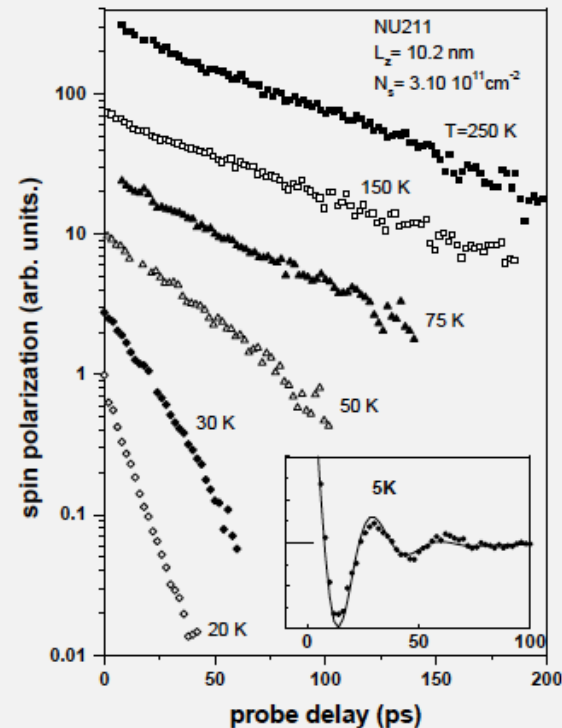 NU211
L_z= 10.2 nm
N_s= 3.10 10^11cm^-2
T=250 K
100
150 K
10
75 K
1
50 K
30 K
5K
0.1
20 K
0 50 100
0.01
0 50 100 150 200
probe delay (ps)
spin polarization (arb. units.)